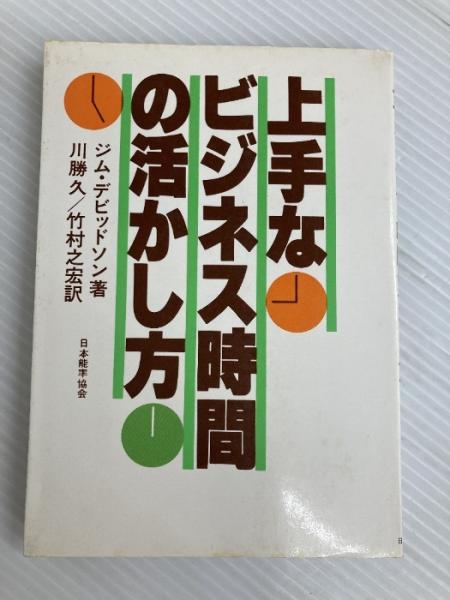 上手な
ビジネス時間
の活かし方
ジム・デビッドソン著
川勝久／竹村之宏訳
日本能率協会
日